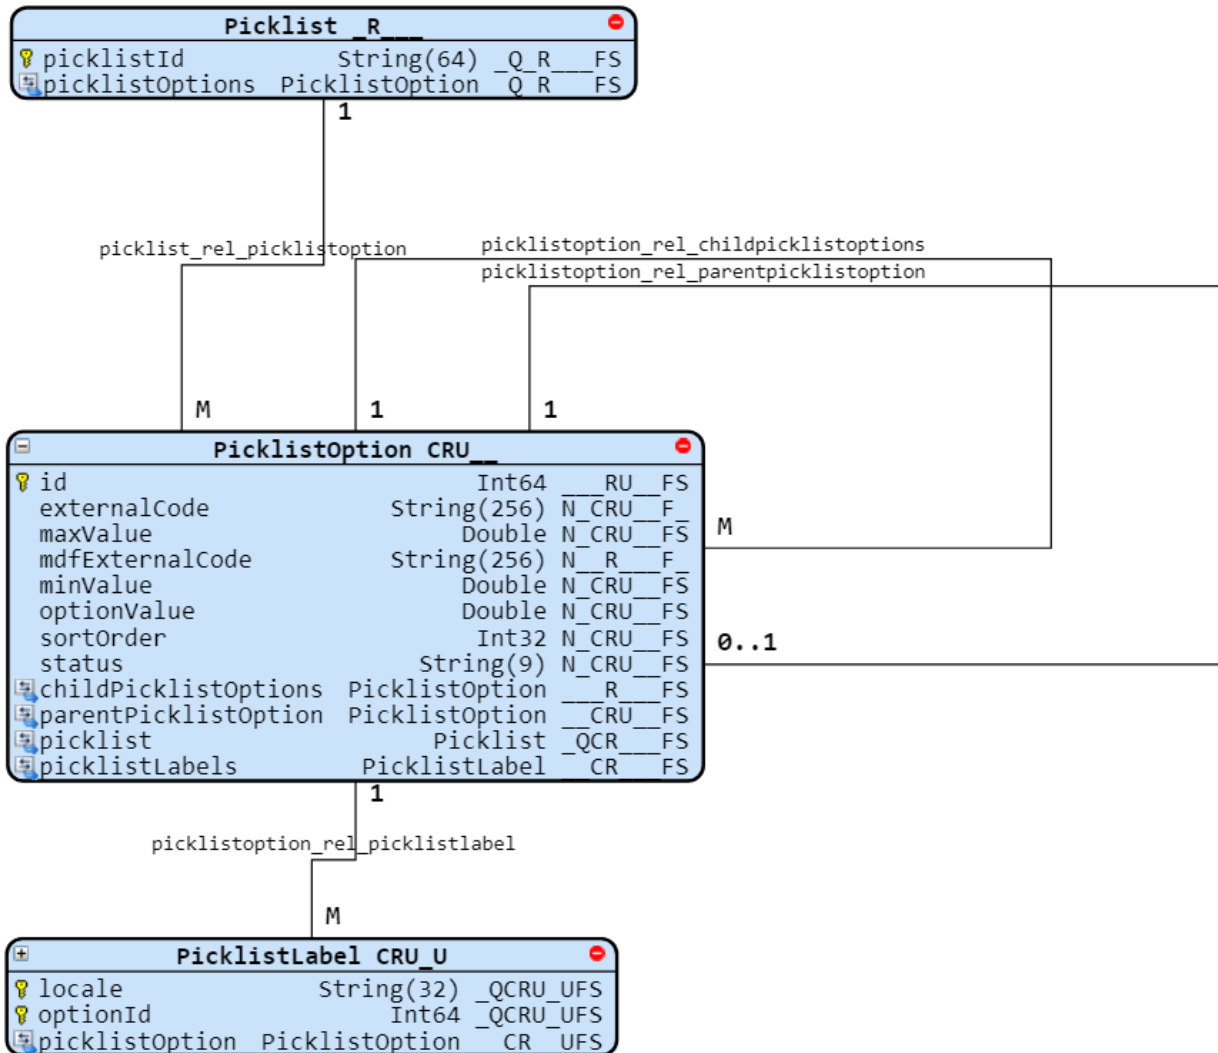 Picklist _R___
picklistId String(64) _Q_R___FS
picklistOptions PicklistOption _Q_R___FS
1
picklist_rel_picklistoption
picklistoption_rel_childpicklistoptions
picklistoption_rel_parentpicklistoption
M 1 1
PicklistOption CRU__
id Int64 ___RU__FS
externalCode String(256) N_CRU__F_
maxValue Double N_CRU__FS
M
mdfExternalCode String(256) N__R___F_
minValue Double N_CRU__FS
optionValue Double N_CRU__FS
sortOrder Int32 N_CRU__FS
0..1
status String(9) N_CRU__FS
childPicklistOptions PicklistOption ___R___FS
parentPicklistOption PicklistOption __CRU__FS
picklist Picklist _QCR___FS
picklistLabels PicklistLabel __CR___FS
1
picklistoption_rel_picklistlabel
M
PicklistLabel CRU_U
locale String(32) _QCRU_UFS
optionId Int64 _QCRU_UFS
picklistOption PicklistOption __CR__UFS